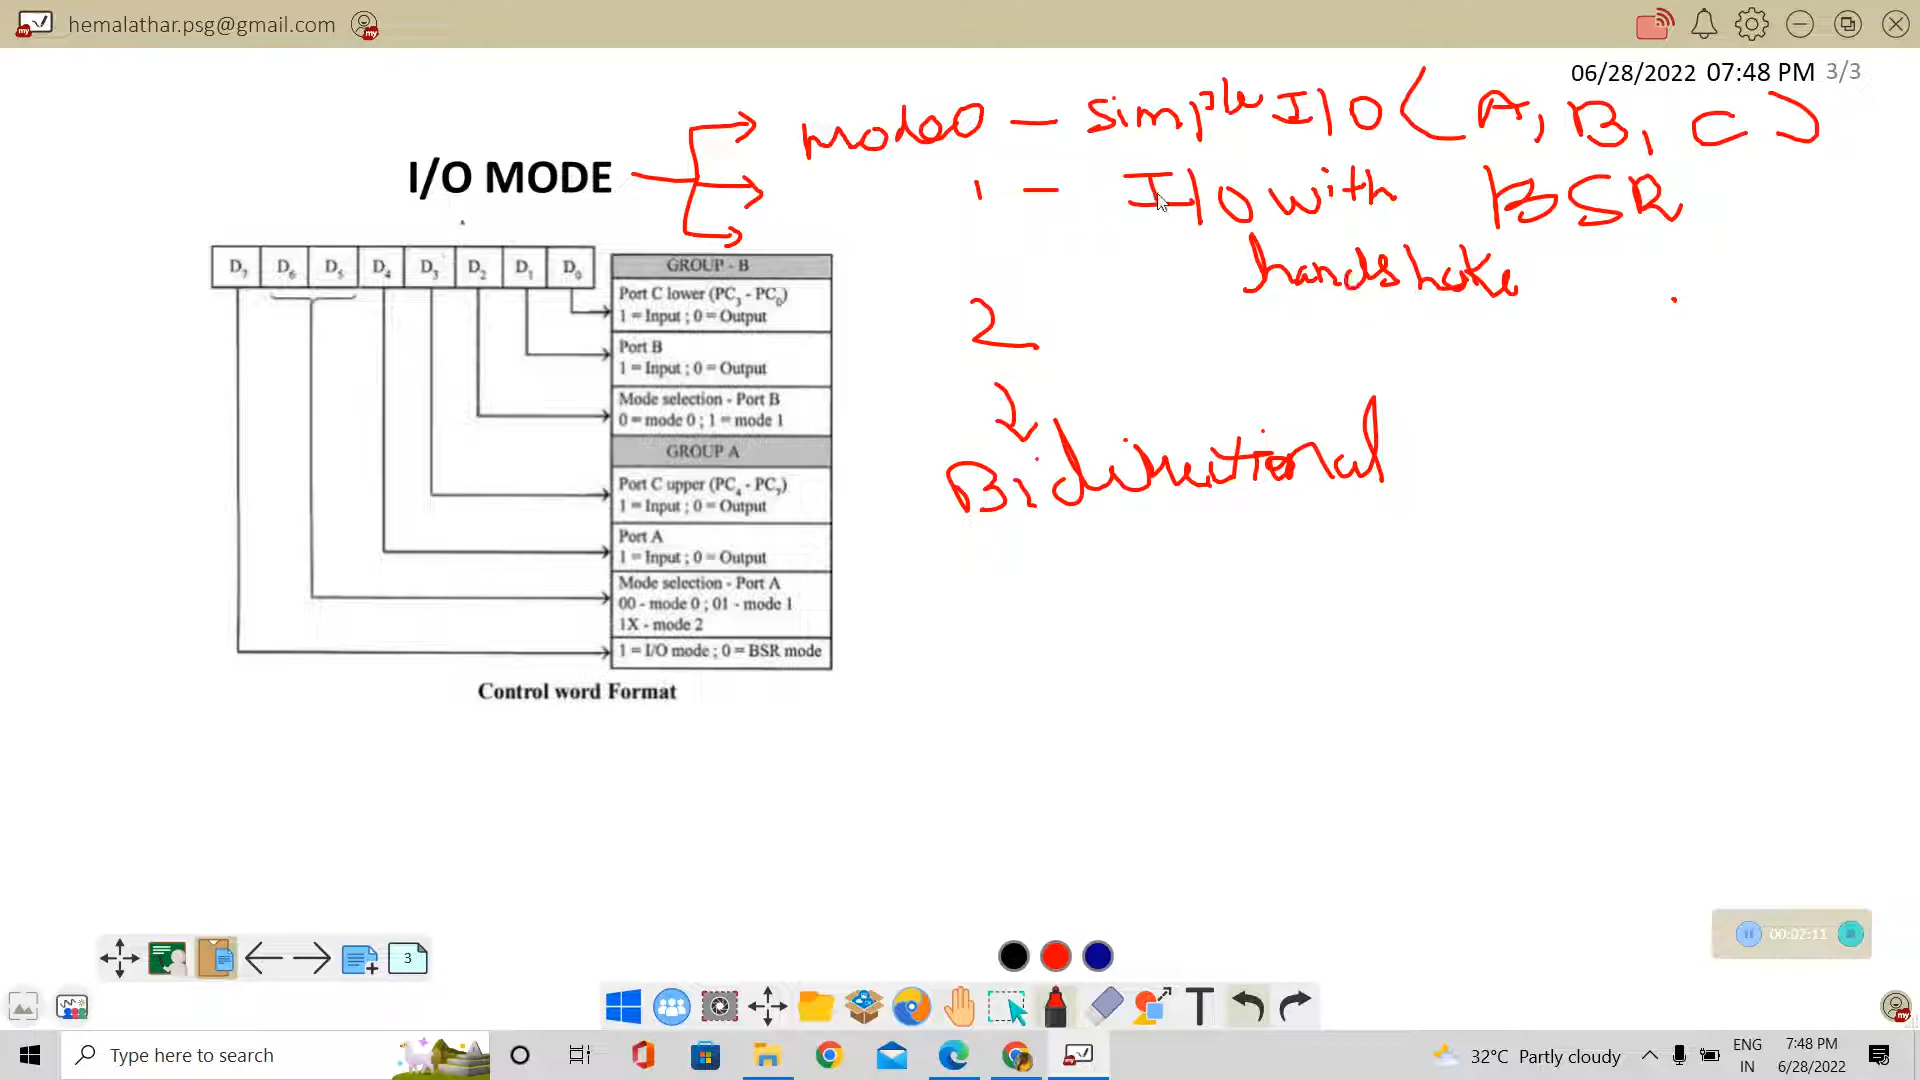 hemalathar.psg@gmail.com
06/28/2022 07:48 PM 3/3
mode0 - simple I/O (A, B, C)
I/O MODE
1 - I/O with BSR
handshake
2
Bidirectional
D7 D6 D5 D4 D3 D2 D1 D0
GROUP - B
Port C lower (PC3 - PC0)
1 = Input ; 0 = Output
Port B
1 = Input ; 0 = Output
Mode selection - Port B
0 = mode 0 ; 1 = mode 1
GROUP A
Port C upper (PC4 - PC7)
1 = Input ; 0 = Output
Port A
1 = Input ; 0 = Output
Mode selection - Port A
00 - mode 0 ; 01 - mode 1
1X - mode 2
1 = I/O mode ; 0 = BSR mode
Control word Format
00:02:11
3
T
Type here to search
32°C Partly cloudy
ENG
IN
7:48 PM
6/28/2022